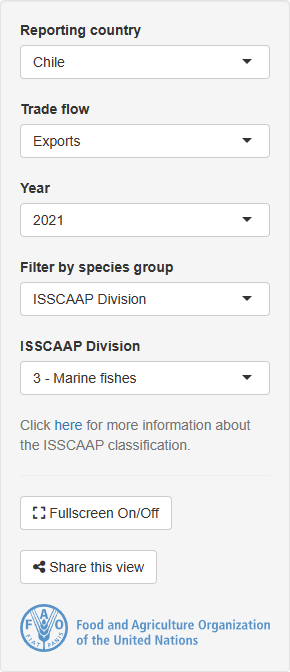 Reporting country
Chile
Trade flow
Exports
Year
2021
Filter by species group
ISSCAAP Division
ISSCAAP Division
3 - Marine fishes
Click here for more information about
the ISSCAAP classification.
Fullscreen On/Off
Share this view
F A O
FIAT PANIS
Food and Agriculture Organization
of the United Nations